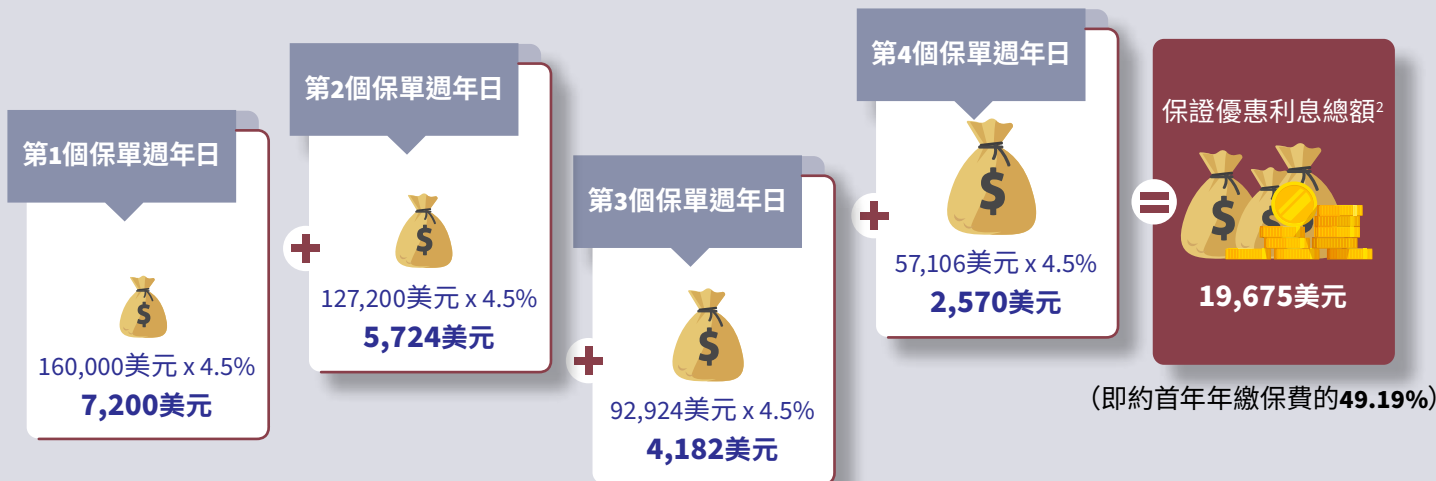 第1個保單週年日
160,000美元 x 4.5%
7,200美元
第2個保單週年日
127,200美元 x 4.5%
5,724美元
第3個保單週年日
92,924美元 x 4.5%
4,182美元
第4個保單週年日
57,106美元 x 4.5%
2,570美元
保證優惠利息總額2
19,675美元
（即約首年年繳保費的49.19%）